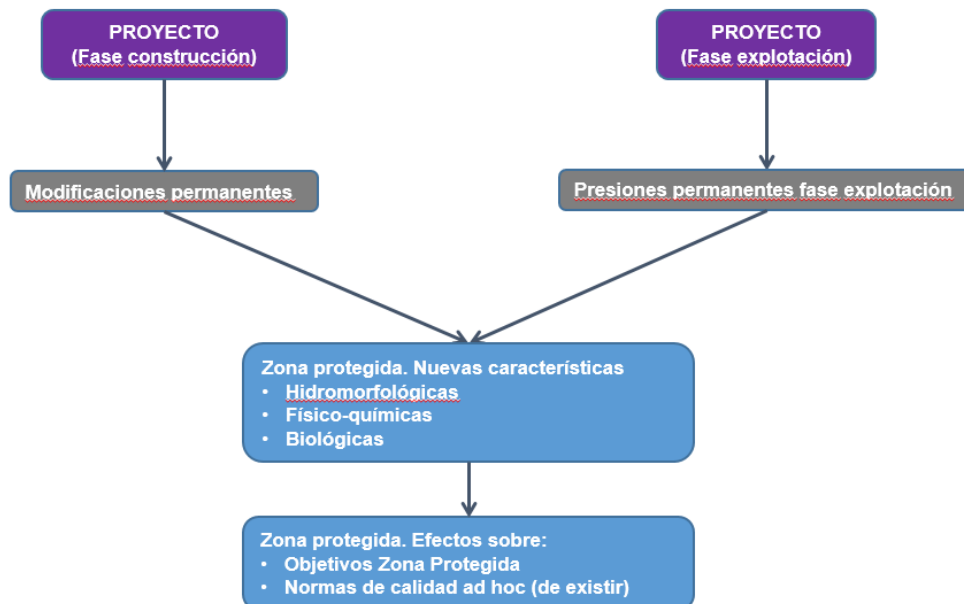 PROYECTO
(Fase construcción)
PROYECTO
(Fase explotación)
Modificaciones permanentes
Presiones permanentes fase explotación
Zona protegida. Nuevas características
• Hidromorfológicas
• Físico-químicas
• Biológicas
Zona protegida. Efectos sobre:
• Objetivos Zona Protegida
• Normas de calidad ad hoc (de existir)